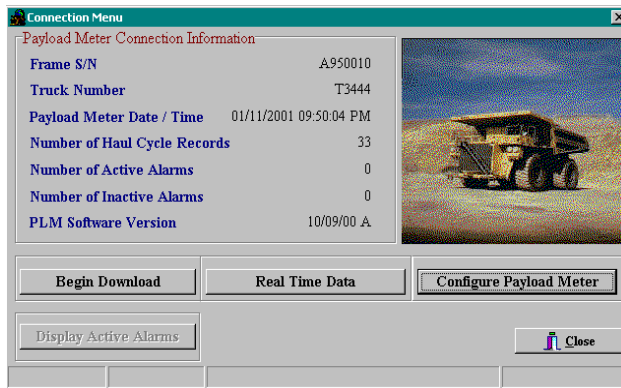 Connection Menu
Payload Meter Connection Information
Frame S/N A950010
Truck Number T3444
Payload Meter Date / Time 01/11/2001 09:50:04 PM
Number of Haul Cycle Records 33
Number of Active Alarms 0
Number of Inactive Alarms 0
PLM Software Version 10/09/00 A
Begin Download Real Time Data Configure Payload Meter
Display Active Alarms Close